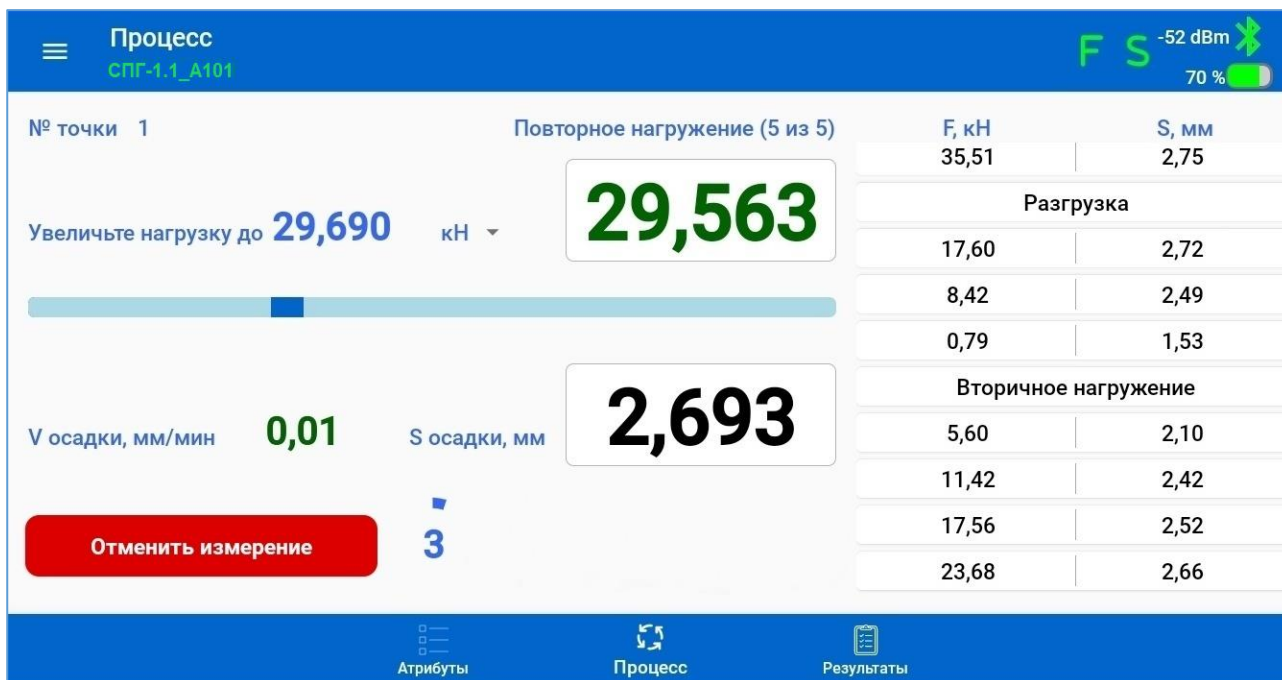 Процесс
СПГ-1.1_A101
F S -52 dBm
70 %
№ точки 1
Повторное нагружение (5 из 5)
Увеличьте нагрузку до 29,690 кН
29,563
V осадки, мм/мин 0,01
S осадки, мм 2,693
Отменить измерение
3
F, кН S, мм
35,51 2,75
Разгрузка
17,60 2,72
8,42 2,49
0,79 1,53
Вторичное нагружение
5,60 2,10
11,42 2,42
17,56 2,52
23,68 2,66
Атрибуты Процесс Результаты